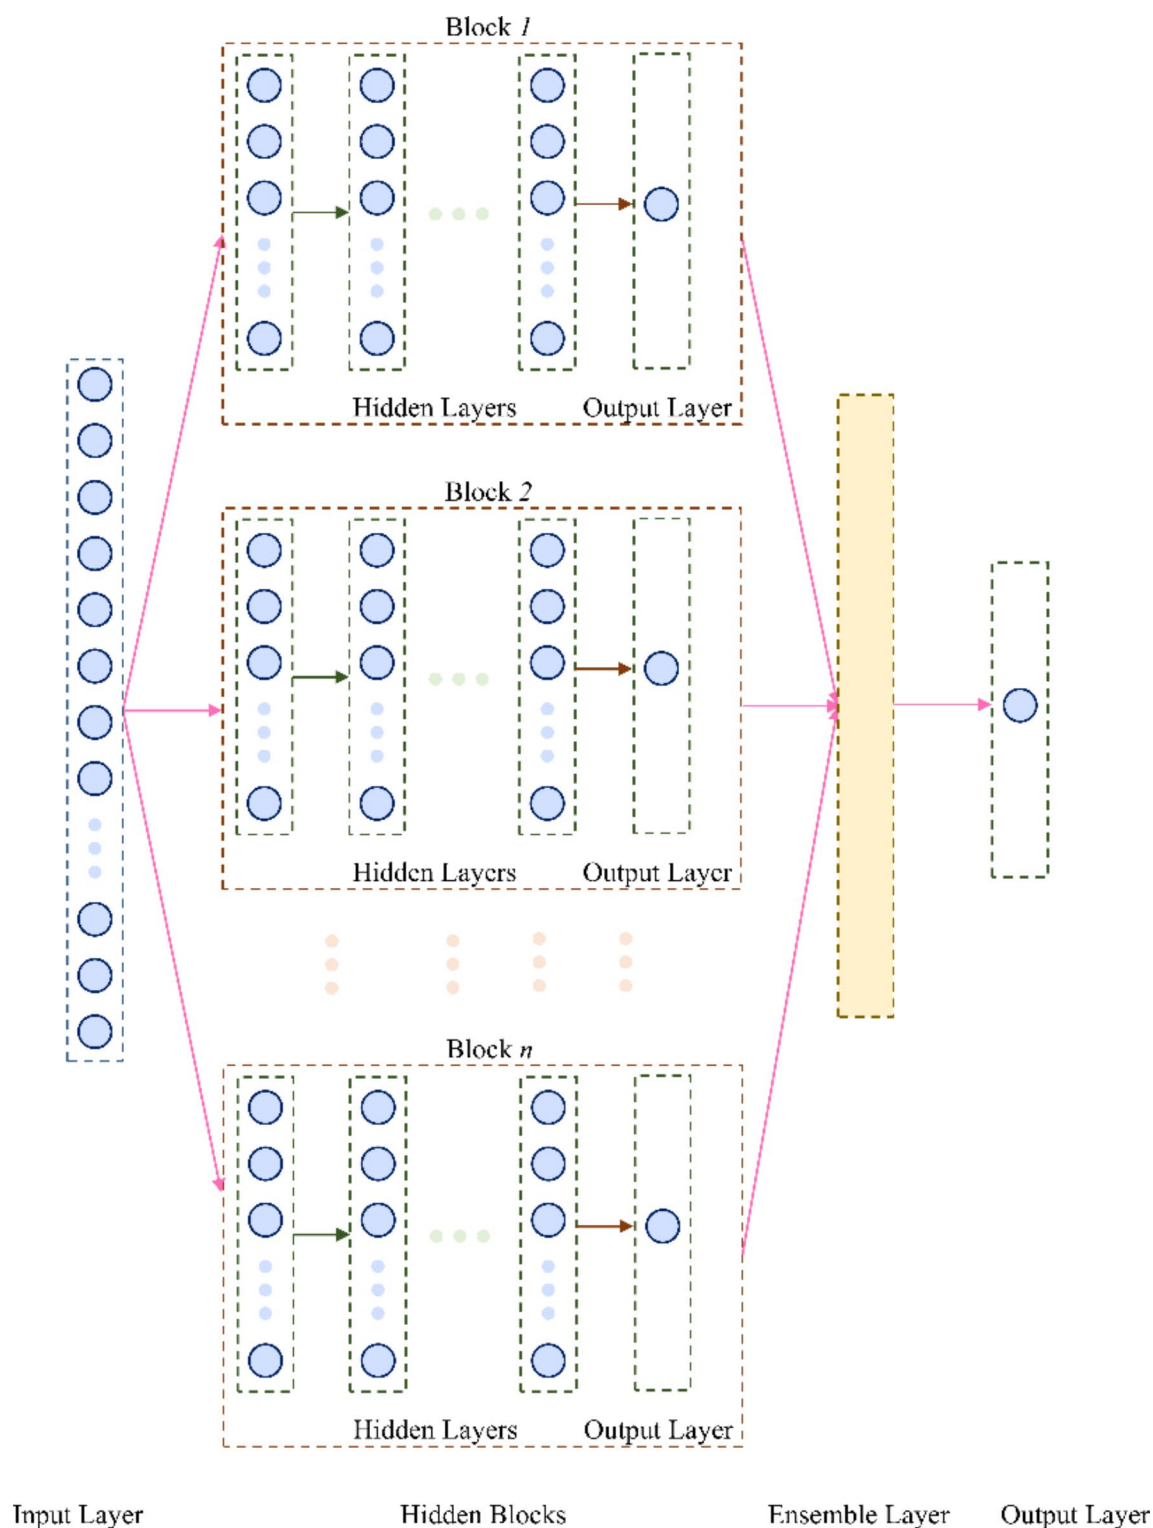 Block 1
Hidden Layers Output Layer
Block 2
Hidden Layers Output Layer
Block n
Hidden Layers Output Layer
Input Layer Hidden Blocks Ensemble Layer Output Layer